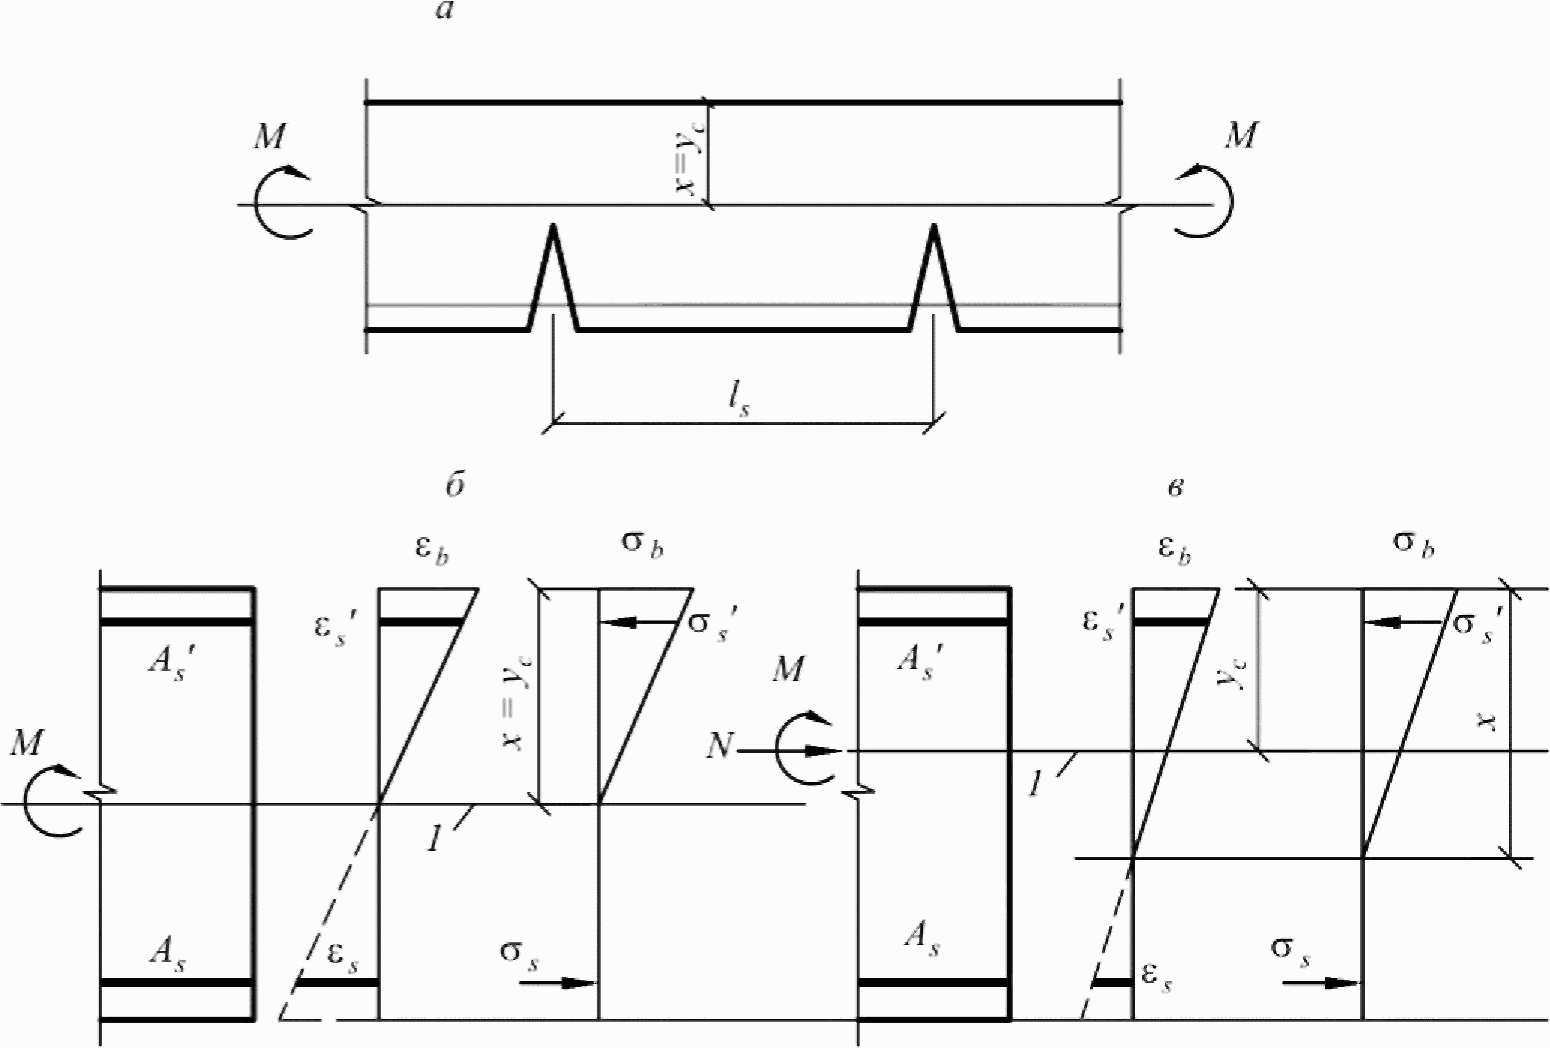 а
M
M
x=y_c
l_s
б
в
ε_b
σ_b
ε_b
σ_b
ε_s'
σ_s'
ε_s'
σ_s'
A_s'
A_s'
x = y_c
y_c
x
M
M
N
1
1
A_s
ε_s
σ_s
A_s
ε_s
σ_s